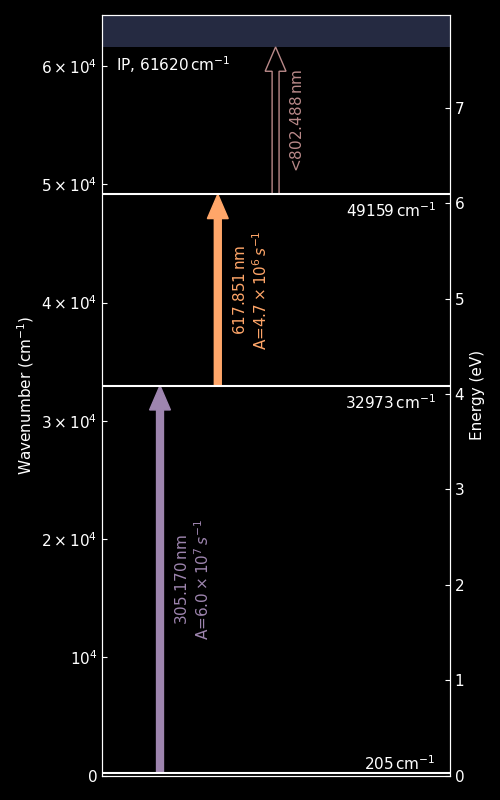 6 × 10⁴
IP, 61620 cm⁻¹
<802.488 nm
7
5 × 10⁴
49159 cm⁻¹
6
617.851 nm
A=4.7 × 10⁶ s⁻¹
4 × 10⁴
5
Wavenumber (cm⁻¹)
Energy (eV)
32973 cm⁻¹
4
3 × 10⁴
3
305.170 nm
A=6.0 × 10⁷ s⁻¹
2 × 10⁴
2
10⁴
1
205 cm⁻¹
0
0